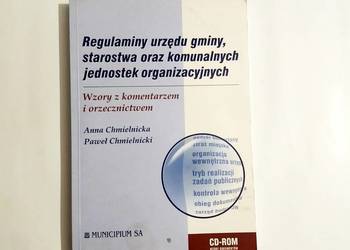 Regulaminy urzędu gminy,
starostwa oraz komunalnych
jednostek organizacyjnych
Wzory z komentarzem
i orzecznictwem
Anna Chmielnicka
Paweł Chmielnicki
organizacja
wewnętrzna
tryb realizacji
zadań publicznych
kontrola wewnętrzna
obieg dokumentów
MUNICIPIUM SA
CD-ROM